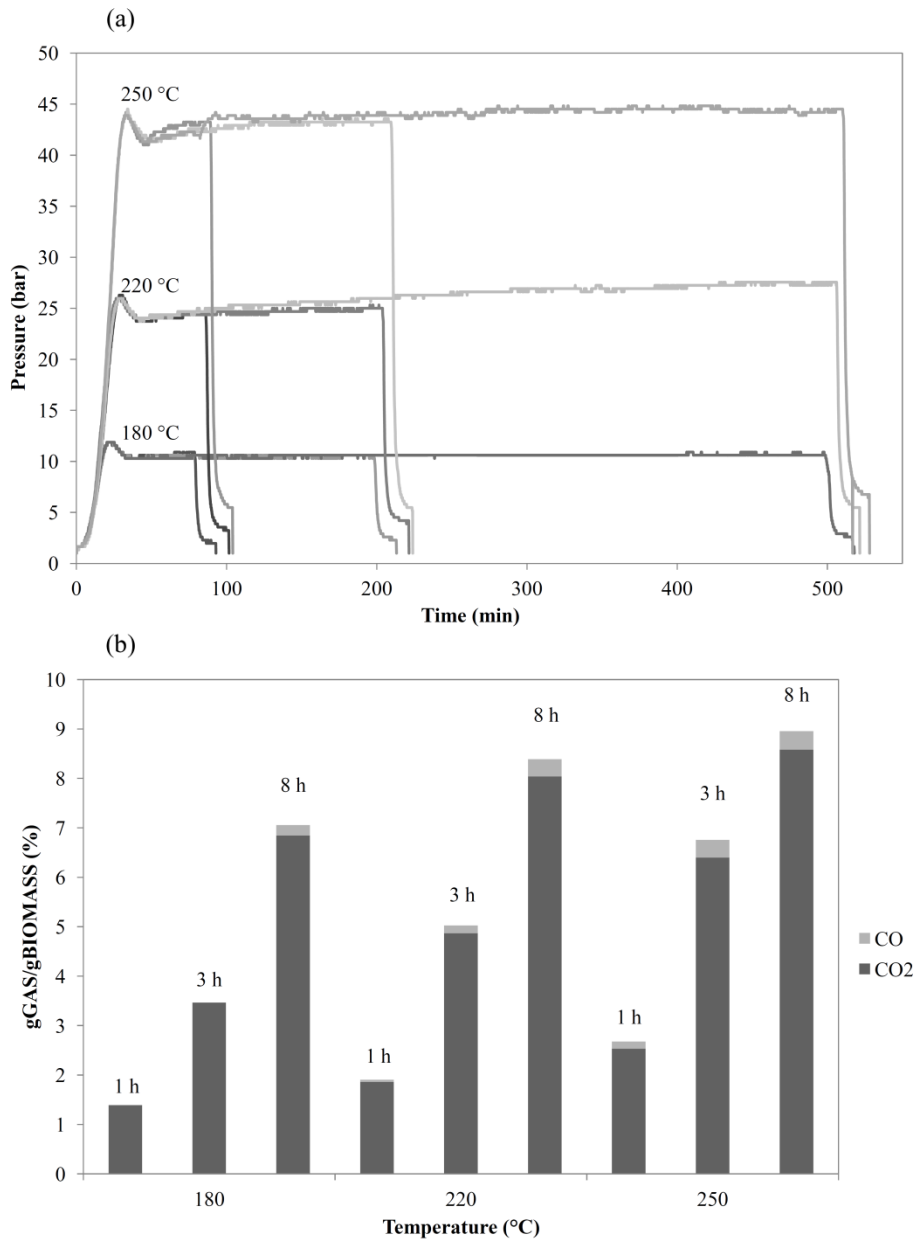 (a)
50
45
40
35
30
25
20
15
10
5
0
Pressure (bar)
250 °C
220 °C
180 °C
0 100 200 300 400 500
Time (min)
(b)
10
9
8
7
6
5
4
3
2
1
0
gGAS/gBIOMASS (%)
1 h
3 h
8 h
1 h
3 h
8 h
1 h
3 h
8 h
CO
CO2
180 220 250
Temperature (°C)